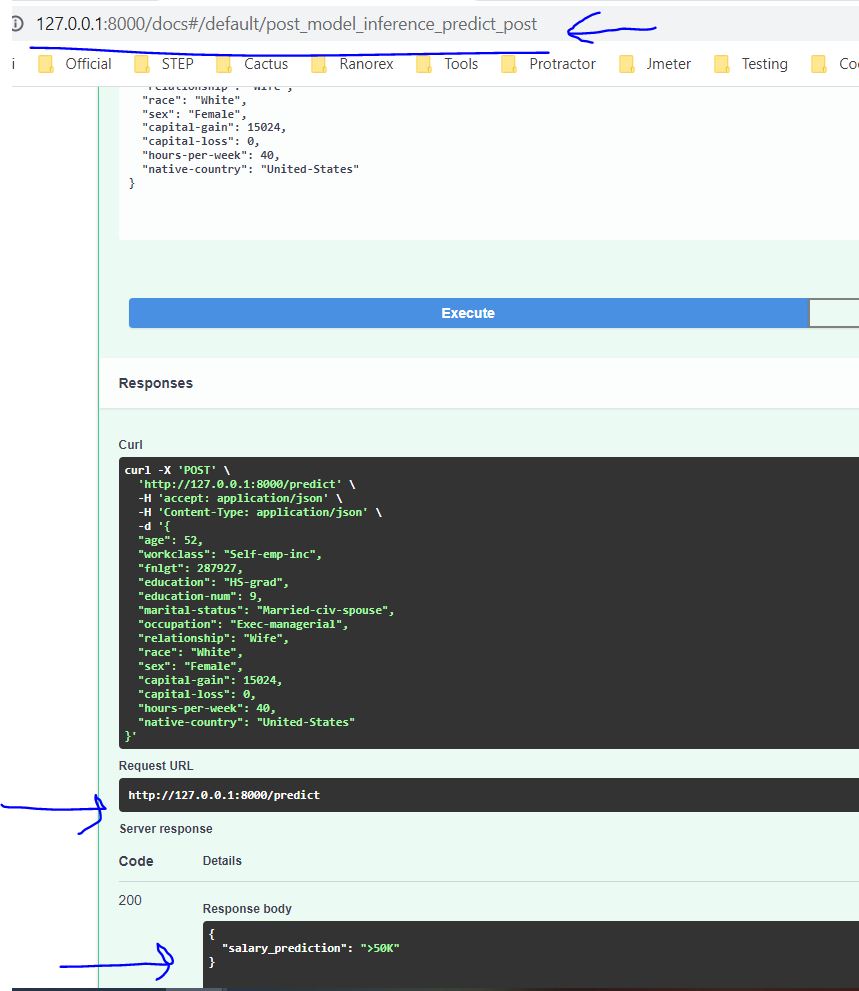 127.0.0.1:8000/docs#/default/post_model_inference_predict_post
i Official STEP Cactus Ranorex Tools Protractor Jmeter Testing Co
"relationship": "Wife",
"race": "White",
"sex": "Female",
"capital-gain": 15024,
"capital-loss": 0,
"hours-per-week": 40,
"native-country": "United-States"
}
Execute
Responses
Curl
curl -X 'POST' \
'http://127.0.0.1:8000/predict' \
-H 'accept: application/json' \
-H 'Content-Type: application/json' \
-d '{
"age": 52,
"workclass": "Self-emp-inc",
"fnlgt": 287927,
"education": "HS-grad",
"education-num": 9,
"marital-status": "Married-civ-spouse",
"occupation": "Exec-managerial",
"relationship": "Wife",
"race": "White",
"sex": "Female",
"capital-gain": 15024,
"capital-loss": 0,
"hours-per-week": 40,
"native-country": "United-States"
}'
Request URL
http://127.0.0.1:8000/predict
Server response
Code Details
200
Response body
{
"salary_prediction": ">50K"
}